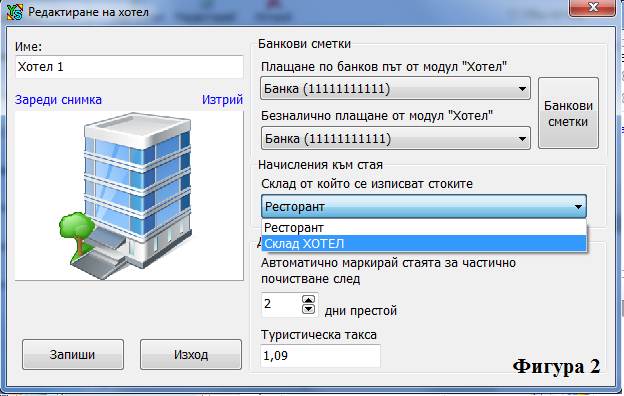 Редактиране на хотел
Име:
Хотел 1
Зареди снимка Изтрий
Запиши Изход
Банкови сметки
Плащане по банков път от модул "Хотел"
Банка (11111111111)
Безналично плащане от модул "Хотел"
Банка (11111111111)
Банкови
сметки
Начисления към стая
Склад от който се изписват стоките
Ресторант
Ресторант
Склад ХОТЕЛ
Автоматично маркирай стаята за частично
почистване след
2 дни престой
Туристическа такса
1,09
Фигура 2